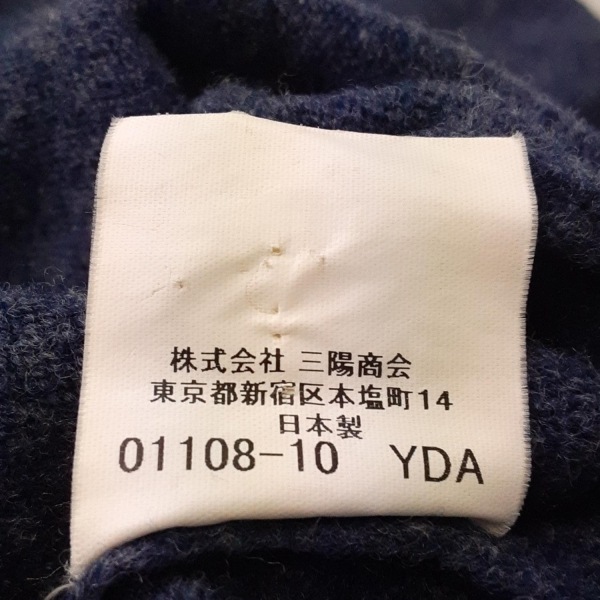 株式会社 三陽商会
東京都新宿区本塩町14
日本製
01108-10 YDA